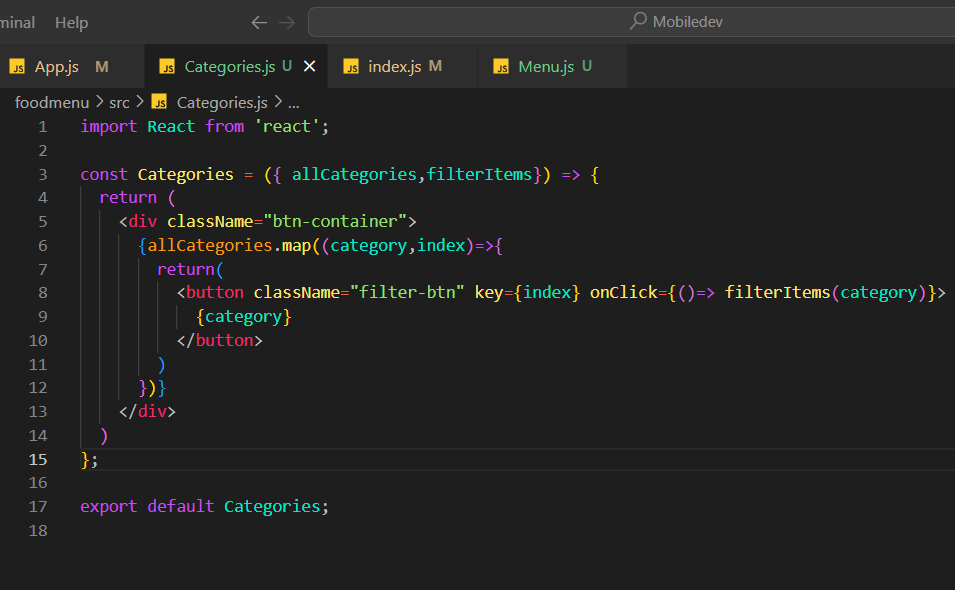 minal Help Mobiledev
JS App.js M JS Categories.js U JS index.js M JS Menu.js U
foodmenu > src > JS Categories.js > ...
1 import React from 'react';
2
3 const Categories = ({ allCategories,filterItems}) => {
4 return (
5 <div className="btn-container">
6 {allCategories.map((category,index)=>{
7 return(
8 <button className="filter-btn" key={index} onClick={()=> filterItems(category)}>
9 {category}
10 </button>
11 )
12 })}
13 </div>
14 )
15 };
16
17 export default Categories;
18